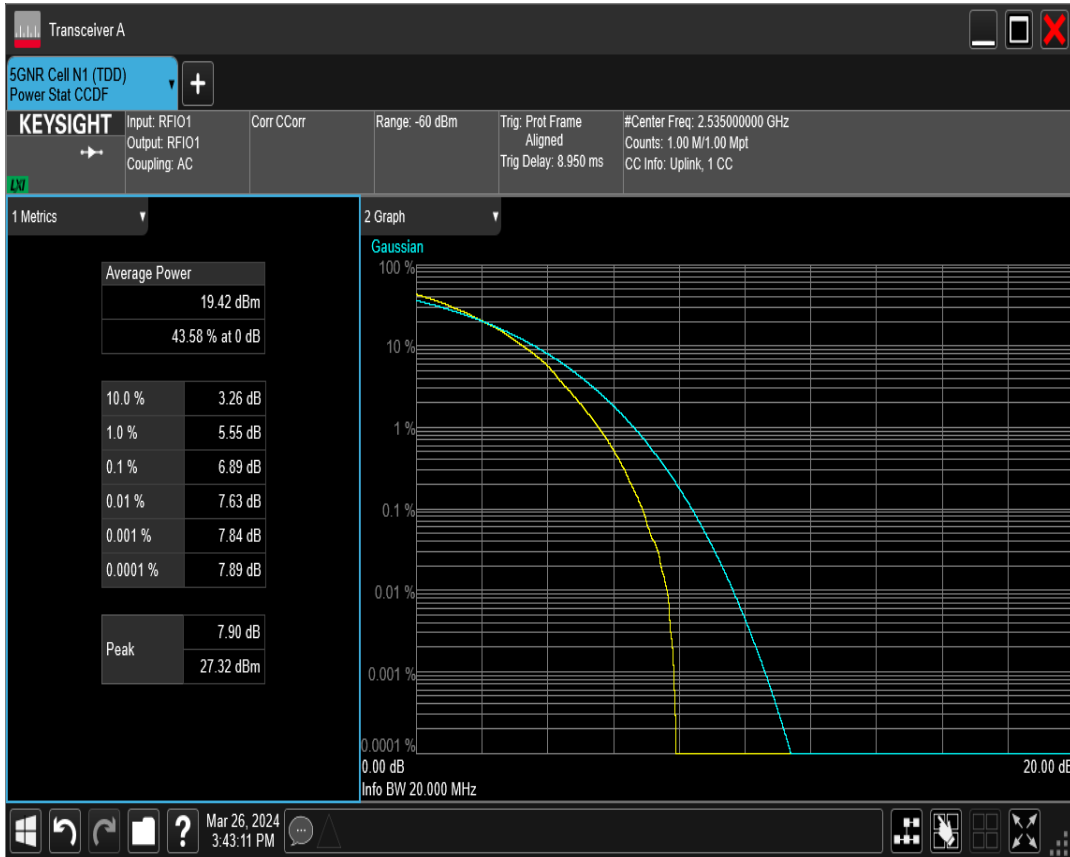 Transceiver A
5GNR Cell N1 (TDD)
Power Stat CCDF
+
KEYSIGHT
LXI
Input: RFIO1
Output: RFIO1
Coupling: AC
Corr CCorr
Range: -60 dBm
Trig: Prot Frame
Aligned
Trig Delay: 8.950 ms
#Center Freq: 2.535000000 GHz
Counts: 1.00 M/1.00 Mpt
CC Info: Uplink, 1 CC
1 Metrics
Average Power
19.42 dBm
43.58 % at 0 dB
10.0 % 3.26 dB
1.0 % 5.55 dB
0.1 % 6.89 dB
0.01 % 7.63 dB
0.001 % 7.84 dB
0.0001 % 7.89 dB
Peak
7.90 dB
27.32 dBm
2 Graph
Gaussian
100 %
10 %
1 %
0.1 %
0.01 %
0.001 %
0.0001 %
0.00 dB 20.00 dB
Info BW 20.000 MHz
?
Mar 26, 2024
3:43:11 PM